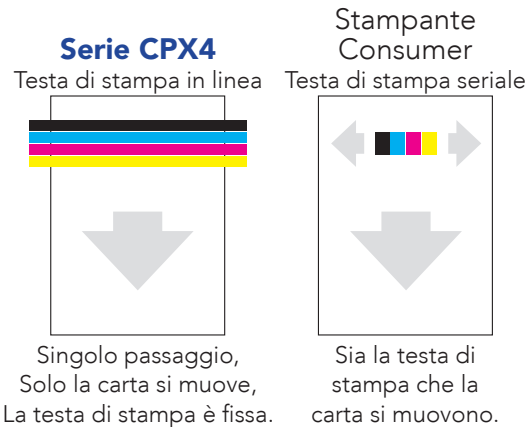 Serie CPX4
Testa di stampa in linea
Singolo passaggio,
Solo la carta si muove,
La testa di stampa è fissa.
Stampante
Consumer
Testa di stampa seriale
Sia la testa di
stampa che la
carta si muovono.